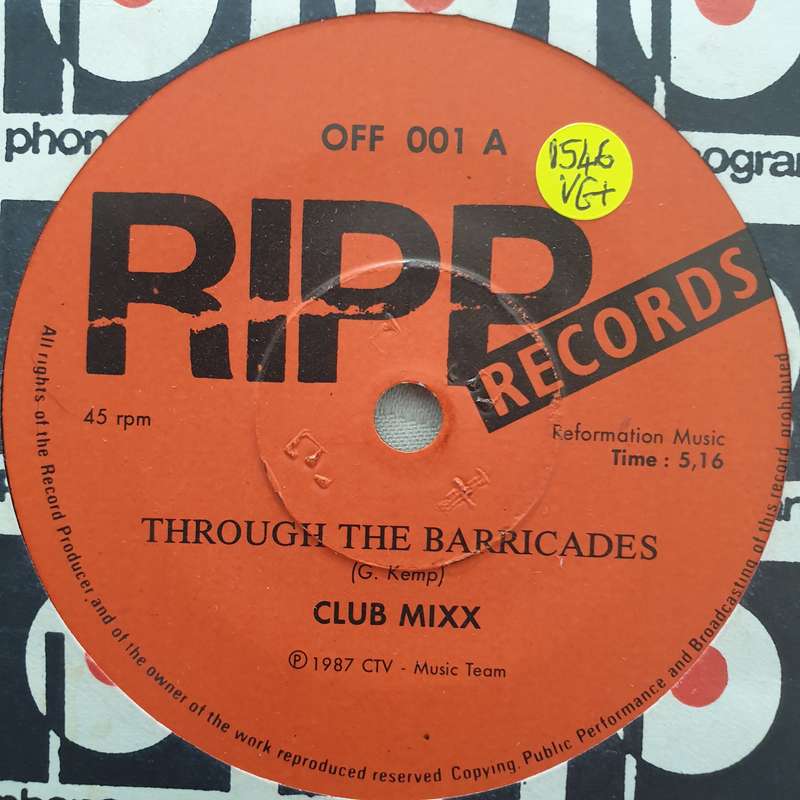 phon
nogra
OFF 001 A
1546
VG+
RIPP
RECORDS
45 rpm
Reformation Music
Time : 5,16
THROUGH THE BARRICADES
(G. Kemp)
CLUB MIXX
℗ 1987 CTV - Music Team
All rights of the Record Producer and of the owner of the work reproduced reserved Copying. Public Performance and Broadcasting of this record prohibited